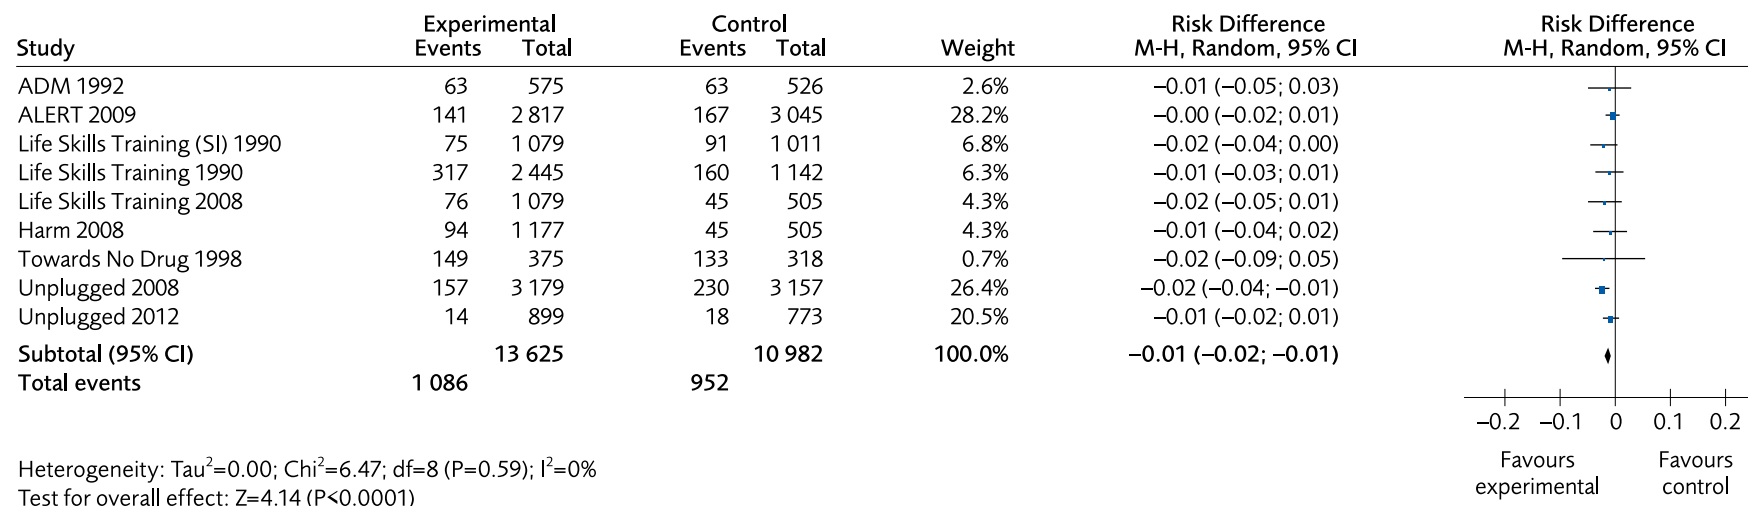 Experimental Control Risk Difference Risk Difference
Study Events Total Events Total Weight M-H, Random, 95% CI M-H, Random, 95% CI
ADM 1992 63 575 63 526 2.6% −0.01 (−0.05; 0.03)
ALERT 2009 141 2 817 167 3 045 28.2% −0.00 (−0.02; 0.01)
Life Skills Training (SI) 1990 75 1 079 91 1 011 6.8% −0.02 (−0.04; 0.00)
Life Skills Training 1990 317 2 445 160 1 142 6.3% −0.01 (−0.03; 0.01)
Life Skills Training 2008 76 1 079 45 505 4.3% −0.02 (−0.05; 0.01)
Harm 2008 94 1 177 45 505 4.3% −0.01 (−0.04; 0.02)
Towards No Drug 1998 149 375 133 318 0.7% −0.02 (−0.09; 0.05)
Unplugged 2008 157 3 179 230 3 157 26.4% −0.02 (−0.04; −0.01)
Unplugged 2012 14 899 18 773 20.5% −0.01 (−0.02; 0.01)
Subtotal (95% CI) 13 625 10 982 100.0% −0.01 (−0.02; −0.01)
Total events 1 086 952
−0.2 −0.1 0 0.1 0.2
Heterogeneity: Tau²=0.00; Chi²=6.47; df=8 (P=0.59); I²=0%
Test for overall effect: Z=4.14 (P<0.0001)
Favours experimental
Favours control